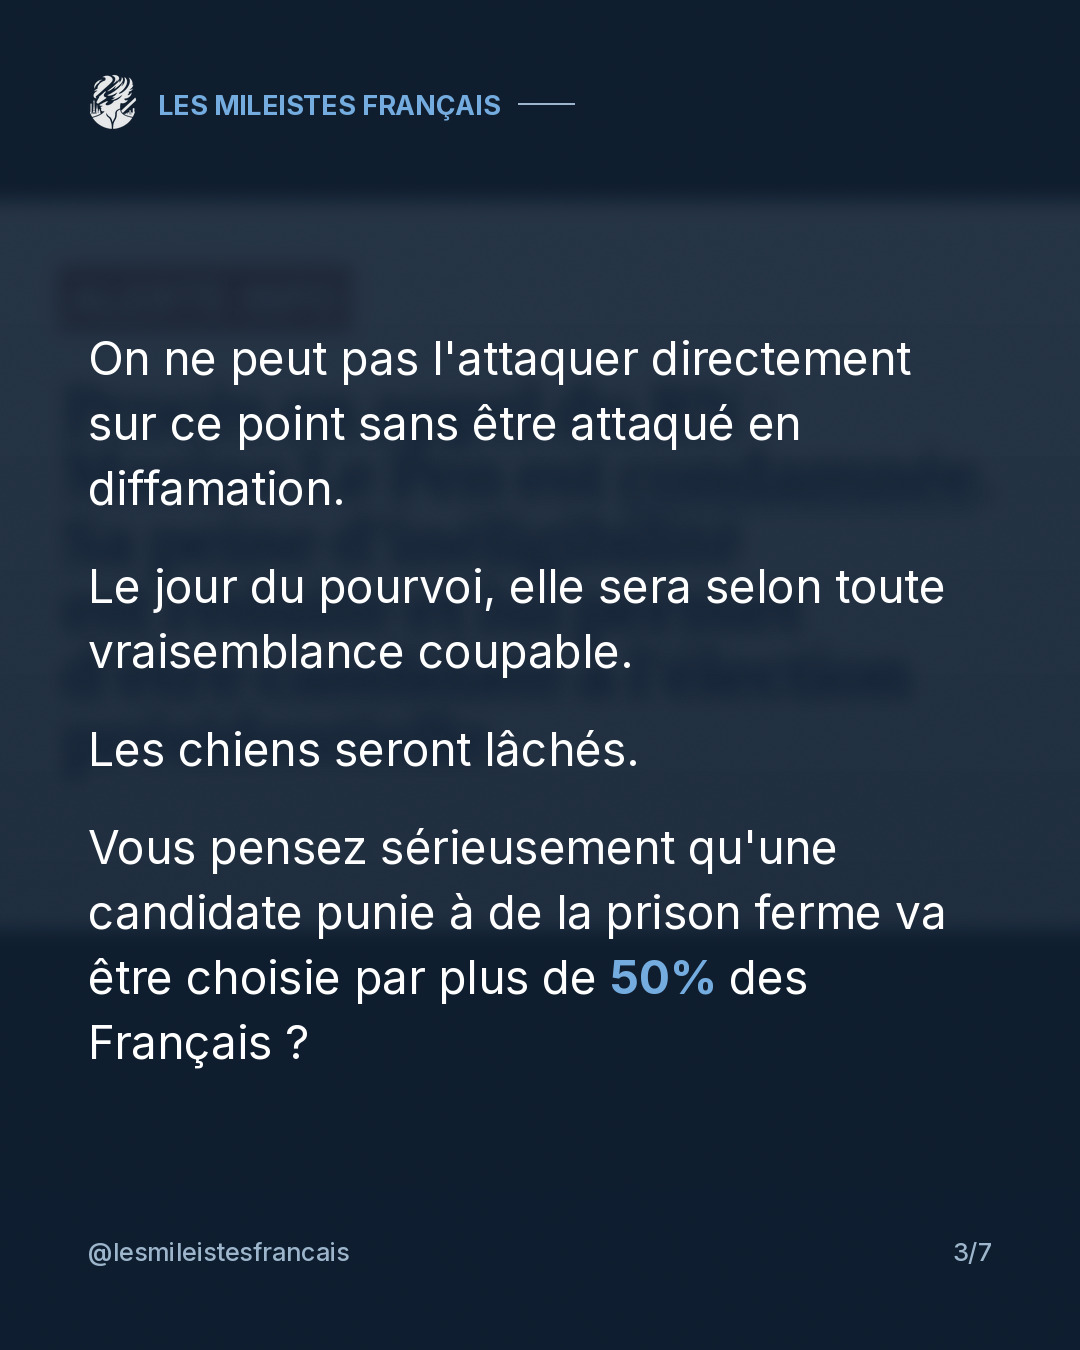 LES MILEISTES FRANÇAIS
On ne peut pas l'attaquer directement
sur ce point sans être attaqué en
diffamation.
Le jour du pourvoi, elle sera selon toute
vraisemblance coupable.
Les chiens seront lâchés.
Vous pensez sérieusement qu'une
candidate punie à de la prison ferme va
être choisie par plus de 50% des
Français ?
@lesmileistesfrancais
3/7